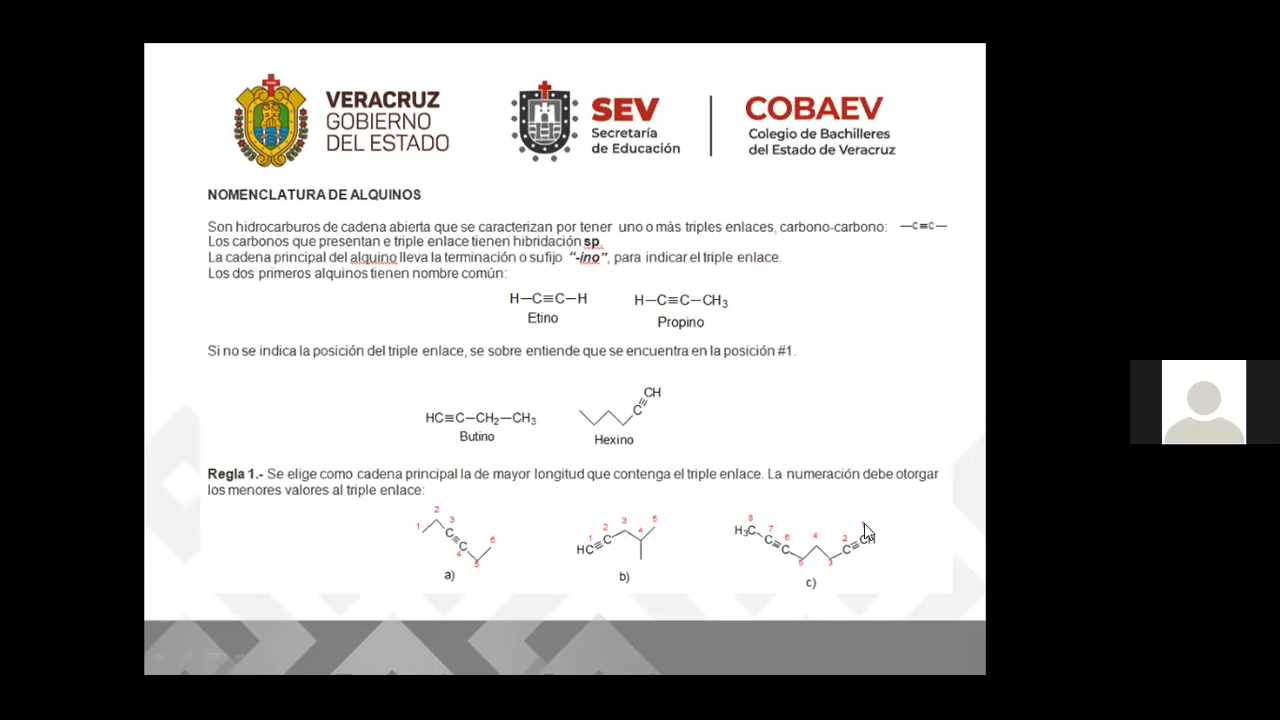 VERACRUZ
GOBIERNO
DEL ESTADO
SEV
Secretaría
de Educación
COBAEV
Colegio de Bachilleres
del Estado de Veracruz
NOMENCLATURA DE ALQUINOS
Son hidrocarburos de cadena abierta que se caracterizan por tener uno o más triples enlaces, carbono-carbono: —C≡C—
Los carbonos que presentan e triple enlace tienen hibridación sp.
La cadena principal del alquino lleva la terminación o sufijo "-ino", para indicar el triple enlace.
Los dos primeros alquinos tienen nombre común:
H—C≡C—H
Etino
H—C≡C—CH3
Propino
Si no se indica la posición del triple enlace, se sobre entiende que se encuentra en la posición #1.
HC≡C—CH2—CH3
Butino
C≡CH
Hexino
Regla 1.- Se elige como cadena principal la de mayor longitud que contenga el triple enlace. La numeración debe otorgar
los menores valores al triple enlace:
1 2 3 C≡C 4 5 6
a)
HC≡C 1 2 3 4 5
b)
H3C C≡C C≡CH 8 7 6 5 4 3 2
c)